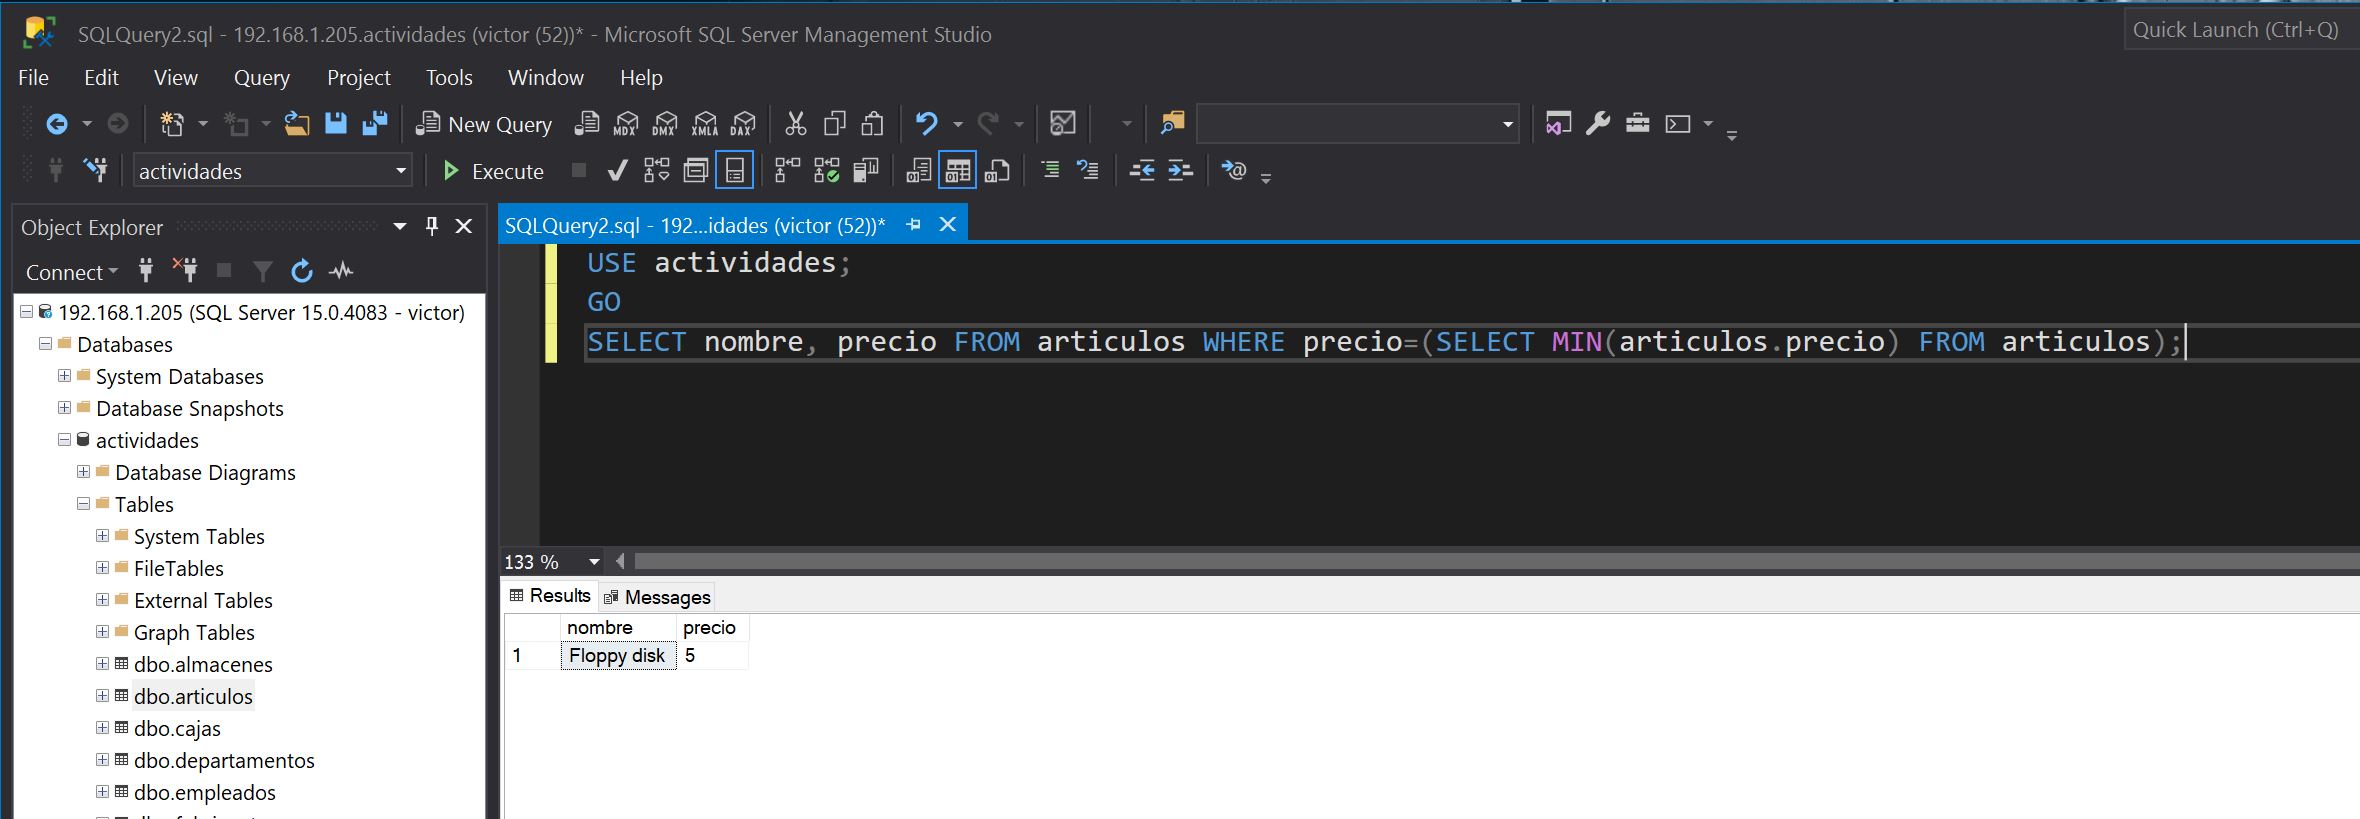 SQLQuery2.sql - 192.168.1.205.actividades (victor (52))* - Microsoft SQL Server Management Studio
Quick Launch (Ctrl+Q)
File Edit View Query Project Tools Window Help
New Query MDX DMX XMLA DAX
actividades Execute
Object Explorer
Connect
192.168.1.205 (SQL Server 15.0.4083 - victor)
Databases
System Databases
Database Snapshots
actividades
Database Diagrams
Tables
System Tables
FileTables
External Tables
Graph Tables
dbo.almacenes
dbo.articulos
dbo.cajas
dbo.departamentos
dbo.empleados
SQLQuery2.sql - 192...idades (victor (52))*
USE actividades;
GO
SELECT nombre, precio FROM articulos WHERE precio=(SELECT MIN(articulos.precio) FROM articulos);
133 %
Results Messages
nombre precio
1 Floppy disk 5